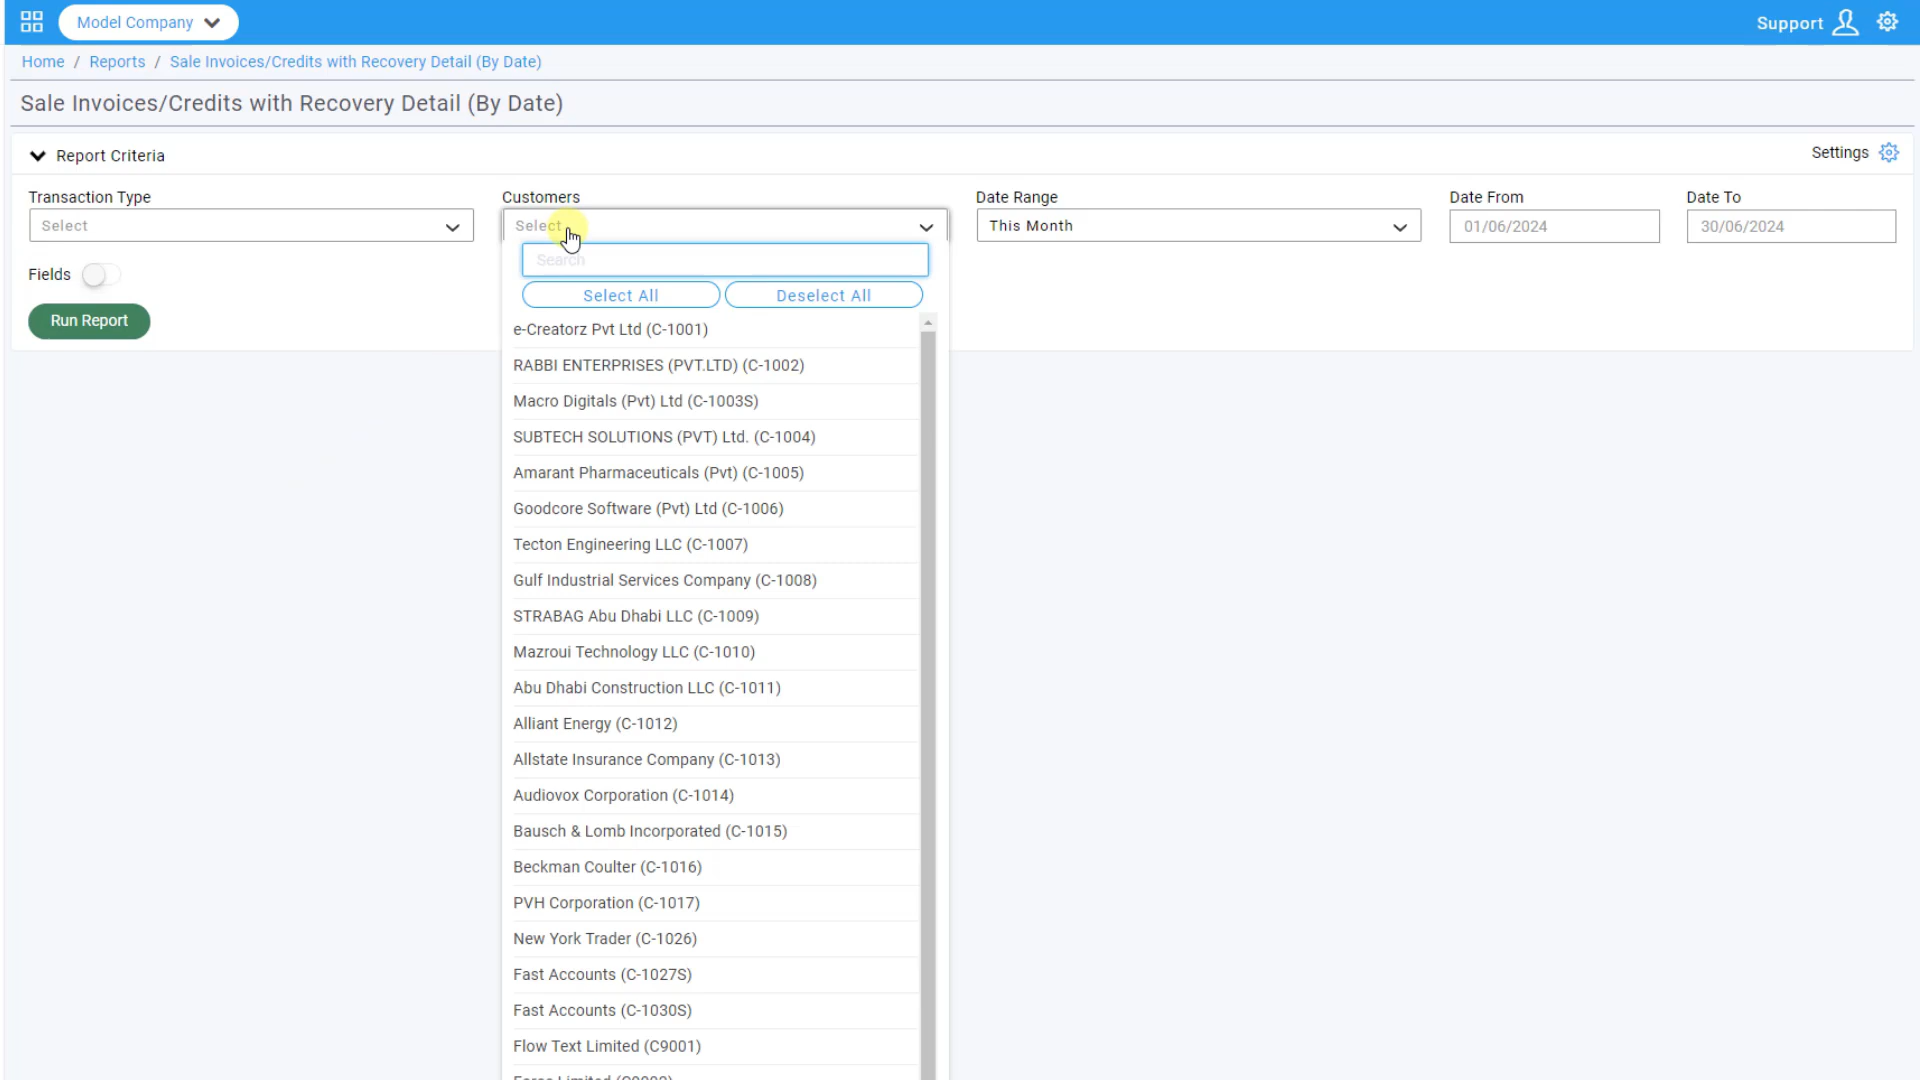 Model Company
Support
Home / Reports / Sale Invoices/Credits with Recovery Detail (By Date)
Sale Invoices/Credits with Recovery Detail (By Date)
Report Criteria
Settings
Transaction Type
Customers
Date Range
Date From
Date To
Select
Select
This Month
01/06/2024
30/06/2024
Search
Fields
Select All
Deselect All
Run Report
e-Creatorz Pvt Ltd (C-1001)
RABBI ENTERPRISES (PVT.LTD) (C-1002)
Macro Digitals (Pvt) Ltd (C-1003S)
SUBTECH SOLUTIONS (PVT) Ltd. (C-1004)
Amarant Pharmaceuticals (Pvt) (C-1005)
Goodcore Software (Pvt) Ltd (C-1006)
Tecton Engineering LLC (C-1007)
Gulf Industrial Services Company (C-1008)
STRABAG Abu Dhabi LLC (C-1009)
Mazroui Technology LLC (C-1010)
Abu Dhabi Construction LLC (C-1011)
Alliant Energy (C-1012)
Allstate Insurance Company (C-1013)
Audiovox Corporation (C-1014)
Bausch & Lomb Incorporated (C-1015)
Beckman Coulter (C-1016)
PVH Corporation (C-1017)
New York Trader (C-1026)
Fast Accounts (C-1027S)
Fast Accounts (C-1030S)
Flow Text Limited (C9001)